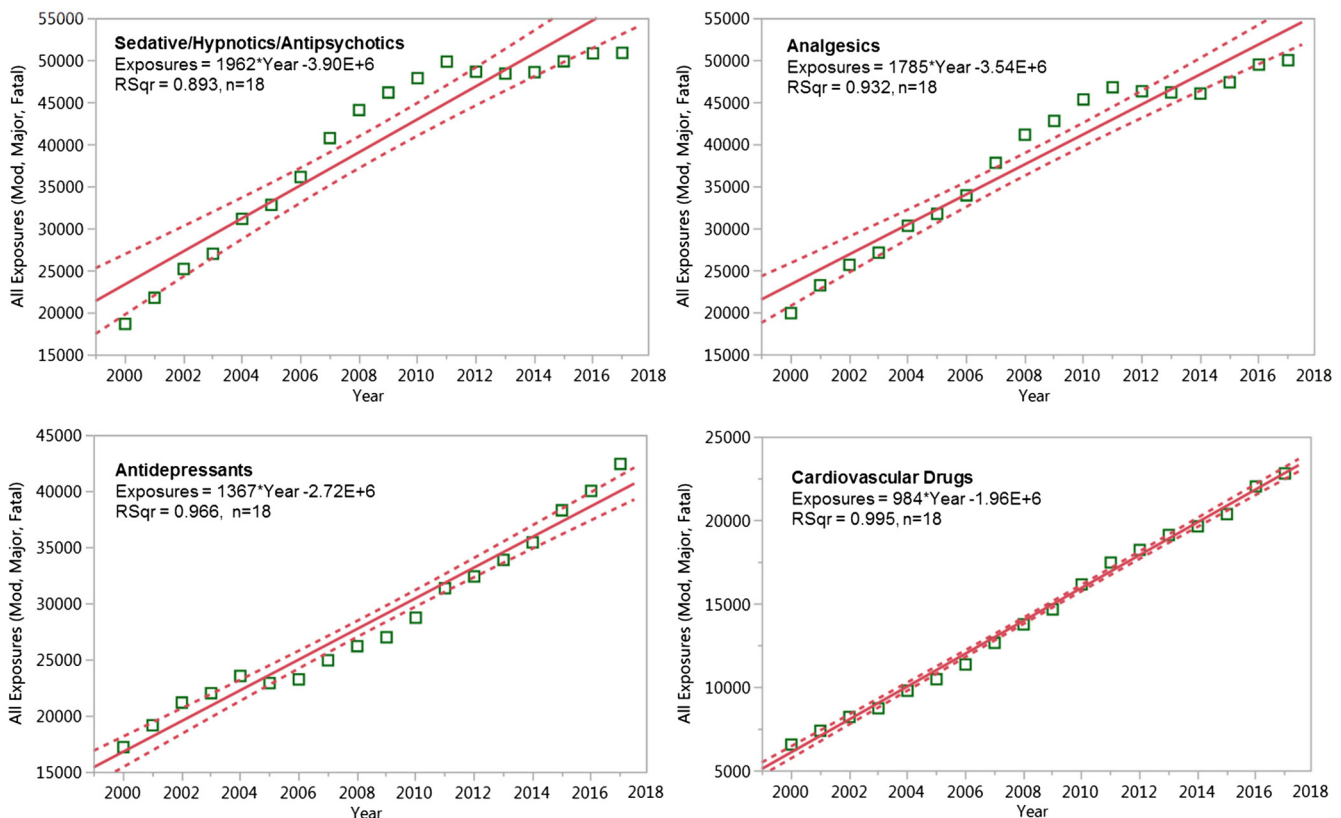 Sedative/Hypnotics/Antipsychotics
Exposures = 1962*Year -3.90E+6
RSqr = 0.893, n=18
All Exposures (Mod, Major, Fatal)
55000
50000
45000
40000
35000
30000
25000
20000
15000
2000 2002 2004 2006 2008 2010 2012 2014 2016 2018
Year
Analgesics
Exposures = 1785*Year -3.54E+6
RSqr = 0.932, n=18
All Exposures (Mod, Major, Fatal)
55000
50000
45000
40000
35000
30000
25000
20000
15000
2000 2002 2004 2006 2008 2010 2012 2014 2016 2018
Year
Antidepressants
Exposures = 1367*Year -2.72E+6
RSqr = 0.966, n=18
All Exposures (Mod, Major, Fatal)
45000
40000
35000
30000
25000
20000
15000
2000 2002 2004 2006 2008 2010 2012 2014 2016 2018
Year
Cardiovascular Drugs
Exposures = 984*Year -1.96E+6
RSqr = 0.995, n=18
All Exposures (Mod, Major, Fatal)
25000
20000
15000
10000
5000
2000 2002 2004 2006 2008 2010 2012 2014 2016 2018
Year